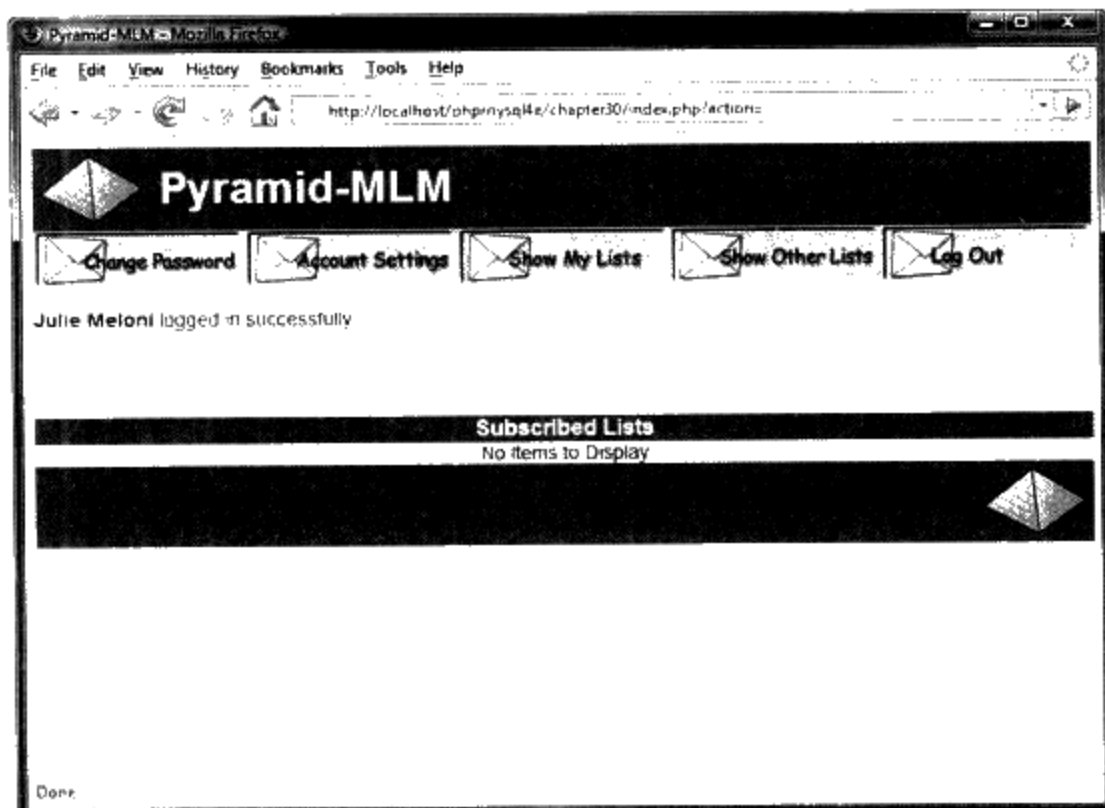 Pyramid-MLM - Mozilla Firefox
File Edit View History Bookmarks Tools Help
http://localhost/phpmysql4e/chapter30/index.php?action=
Pyramid-MLM
Change Password Account Settings Show My Lists Show Other Lists Log Out
Julie Meloni logged in successfully
Subscribed Lists
No Items to Display
Done